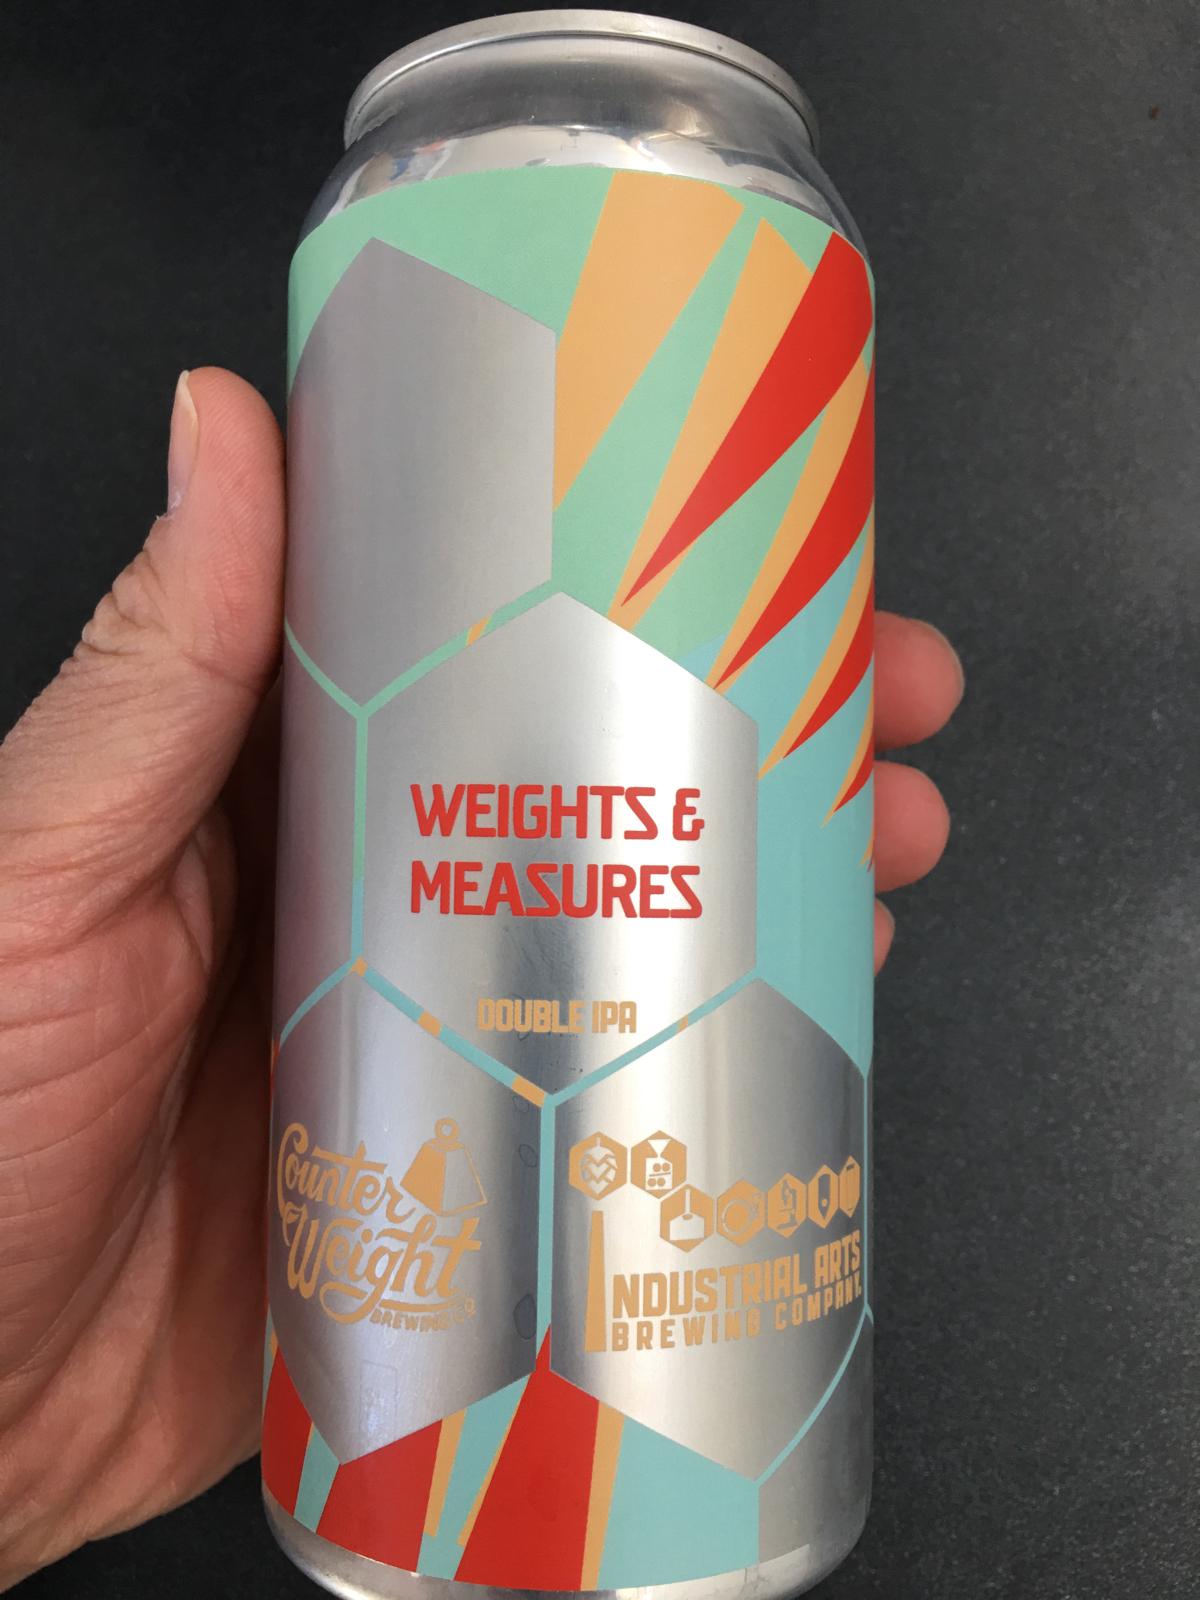 WEIGHTS &
MEASURES
DOUBLE IPA
Counter
Weight
BREWING CO.
INDUSTRIAL ARTS
BREWING COMPANY.